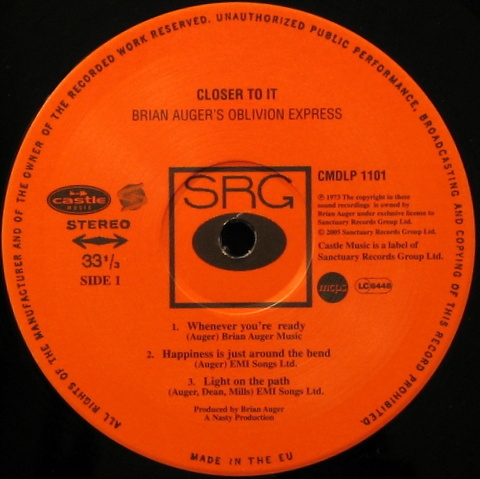 ALL RIGHTS OF THE MANUFACTURER AND OF THE OWNER OF THE RECORDED WORK RESERVED. UNAUTHORIZED PUBLIC PERFORMANCE, BROADCASTING AND COPYING OF THIS RECORD PROHIBITED.
CLOSER TO IT
BRIAN AUGER'S OBLIVION EXPRESS
SRG
CMDLP 1101
castle
MUSIC
STEREO
33⅓
SIDE 1
℗ 1973 The copyright in these
sound recordings is owned by
Brian Auger under exclusive license to
Sanctuary Records Group Ltd.
© 2005 Sanctuary Records Group Ltd.
Castle Music is a label of
Sanctuary Records Group Ltd.
mcps
LC 6448
1. Whenever you're ready
(Auger) Brian Auger Music
2. Happiness is just around the bend
(Auger) EMI Songs Ltd.
3. Light on the path
(Auger, Dean, Mills) EMI Songs Ltd.
Produced by Brian Auger
A Nasty Production
MADE IN THE EU